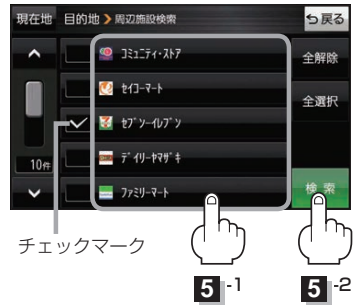 現在地 目的地 周辺施設検索 戻る
ｺﾐｭﾆﾃｨ･ｽﾄｱ 全解除
ｾｲｺｰﾏｰﾄ 全選択
ｾﾌﾞﾝ-ｲﾚﾌﾞﾝ
10件 ﾃﾞｲﾘｰﾔﾏｻﾞｷ
ﾌｧﾐﾘｰﾏｰﾄ 検索
チェックマーク
5 -1 5 -2